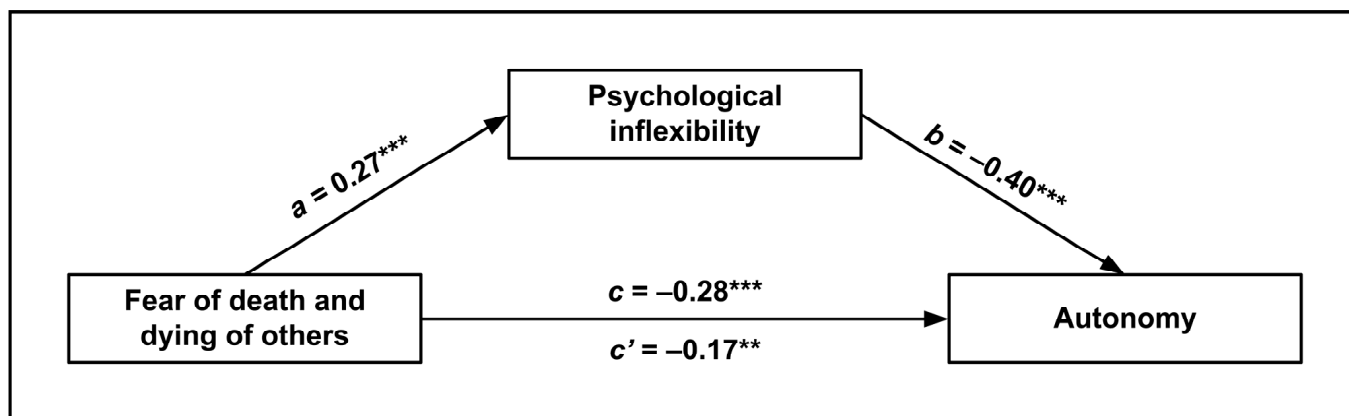 Psychological
inflexibility
a = 0.27***
b = –0.40***
Fear of death and
dying of others
c = –0.28***
c’ = –0.17**
Autonomy